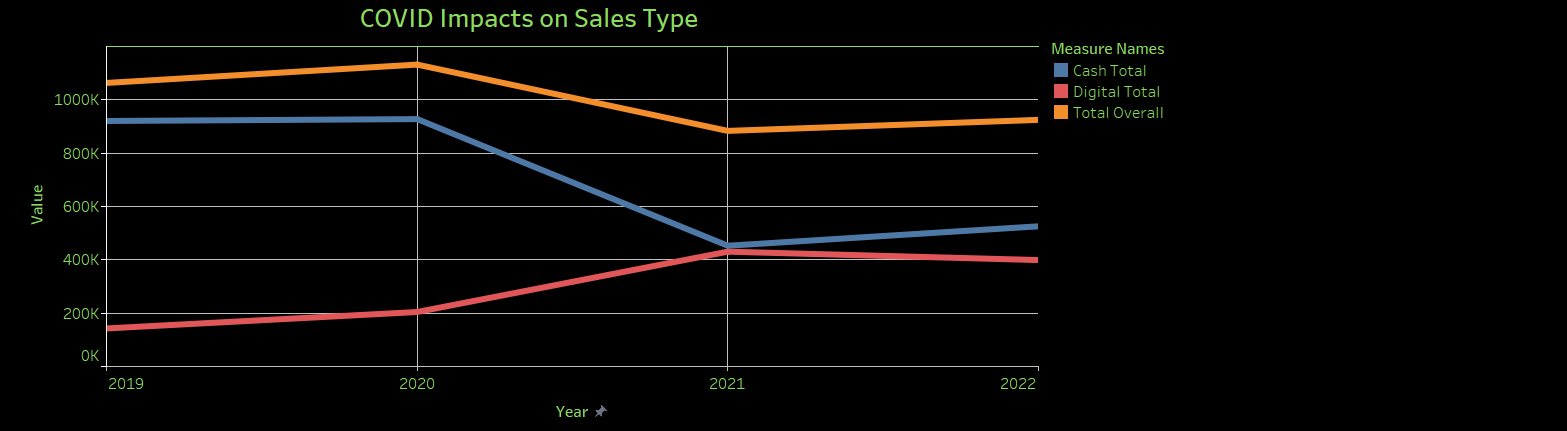 COVID Impacts on Sales Type
Measure Names
Cash Total
Digital Total
Total Overall
Value
1000K
800K
600K
400K
200K
0K
2019
2020
2021
2022
Year